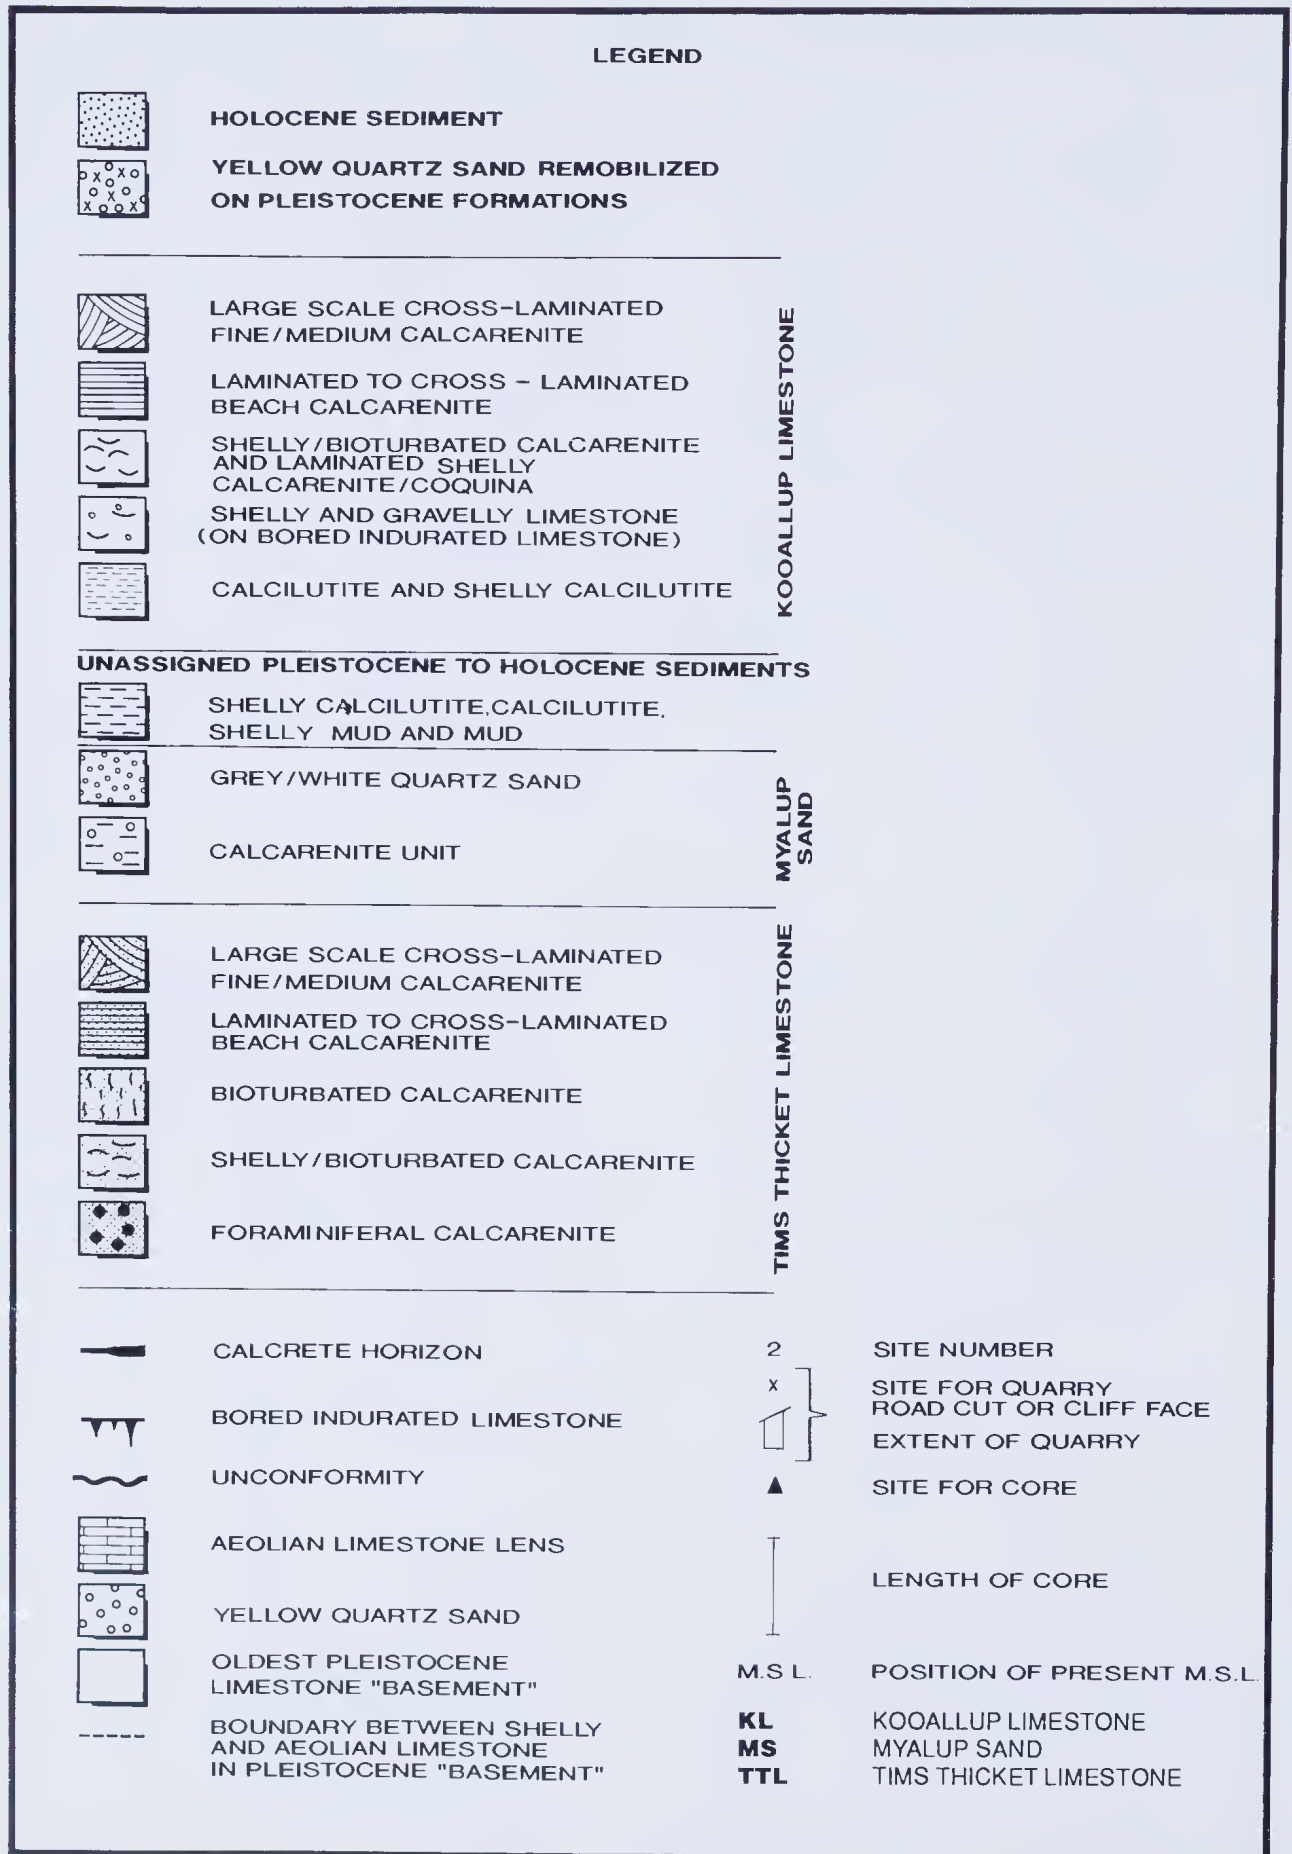 LEGEND
HOLOCENE SEDIMENT
YELLOW QUARTZ SAND REMOBILIZED
ON PLEISTOCENE FORMATIONS
LARGE SCALE CROSS-LAMINATED
FINE/MEDIUM CALCARENITE
LAMINATED TO CROSS - LAMINATED
BEACH CALCARENITE
SHELLY/BIOTURBATED CALCARENITE
AND LAMINATED SHELLY
CALCARENITE/COQUINA
SHELLY AND GRAVELLY LIMESTONE
(ON BORED INDURATED LIMESTONE)
CALCILUTITE AND SHELLY CALCILUTITE
KOOALLUP LIMESTONE
UNASSIGNED PLEISTOCENE TO HOLOCENE SEDIMENTS
SHELLY CALCILUTITE, CALCILUTITE,
SHELLY MUD AND MUD
GREY/WHITE QUARTZ SAND
CALCARENITE UNIT
MYALUP
SAND
LARGE SCALE CROSS-LAMINATED
FINE/MEDIUM CALCARENITE
LAMINATED TO CROSS-LAMINATED
BEACH CALCARENITE
BIOTURBATED CALCARENITE
SHELLY/BIOTURBATED CALCARENITE
FORAMINIFERAL CALCARENITE
TIMS THICKET LIMESTONE
CALCRETE HORIZON
BORED INDURATED LIMESTONE
UNCONFORMITY
AEOLIAN LIMESTONE LENS
YELLOW QUARTZ SAND
OLDEST PLEISTOCENE
LIMESTONE "BASEMENT"
BOUNDARY BETWEEN SHELLY
AND AEOLIAN LIMESTONE
IN PLEISTOCENE "BASEMENT"
2 SITE NUMBER
x SITE FOR QUARRY
ROAD CUT OR CLIFF FACE
EXTENT OF QUARRY
SITE FOR CORE
LENGTH OF CORE
M.S L. POSITION OF PRESENT M.S.L.
KL KOOALLUP LIMESTONE
MS MYALUP SAND
TTL TIMS THICKET LIMESTONE